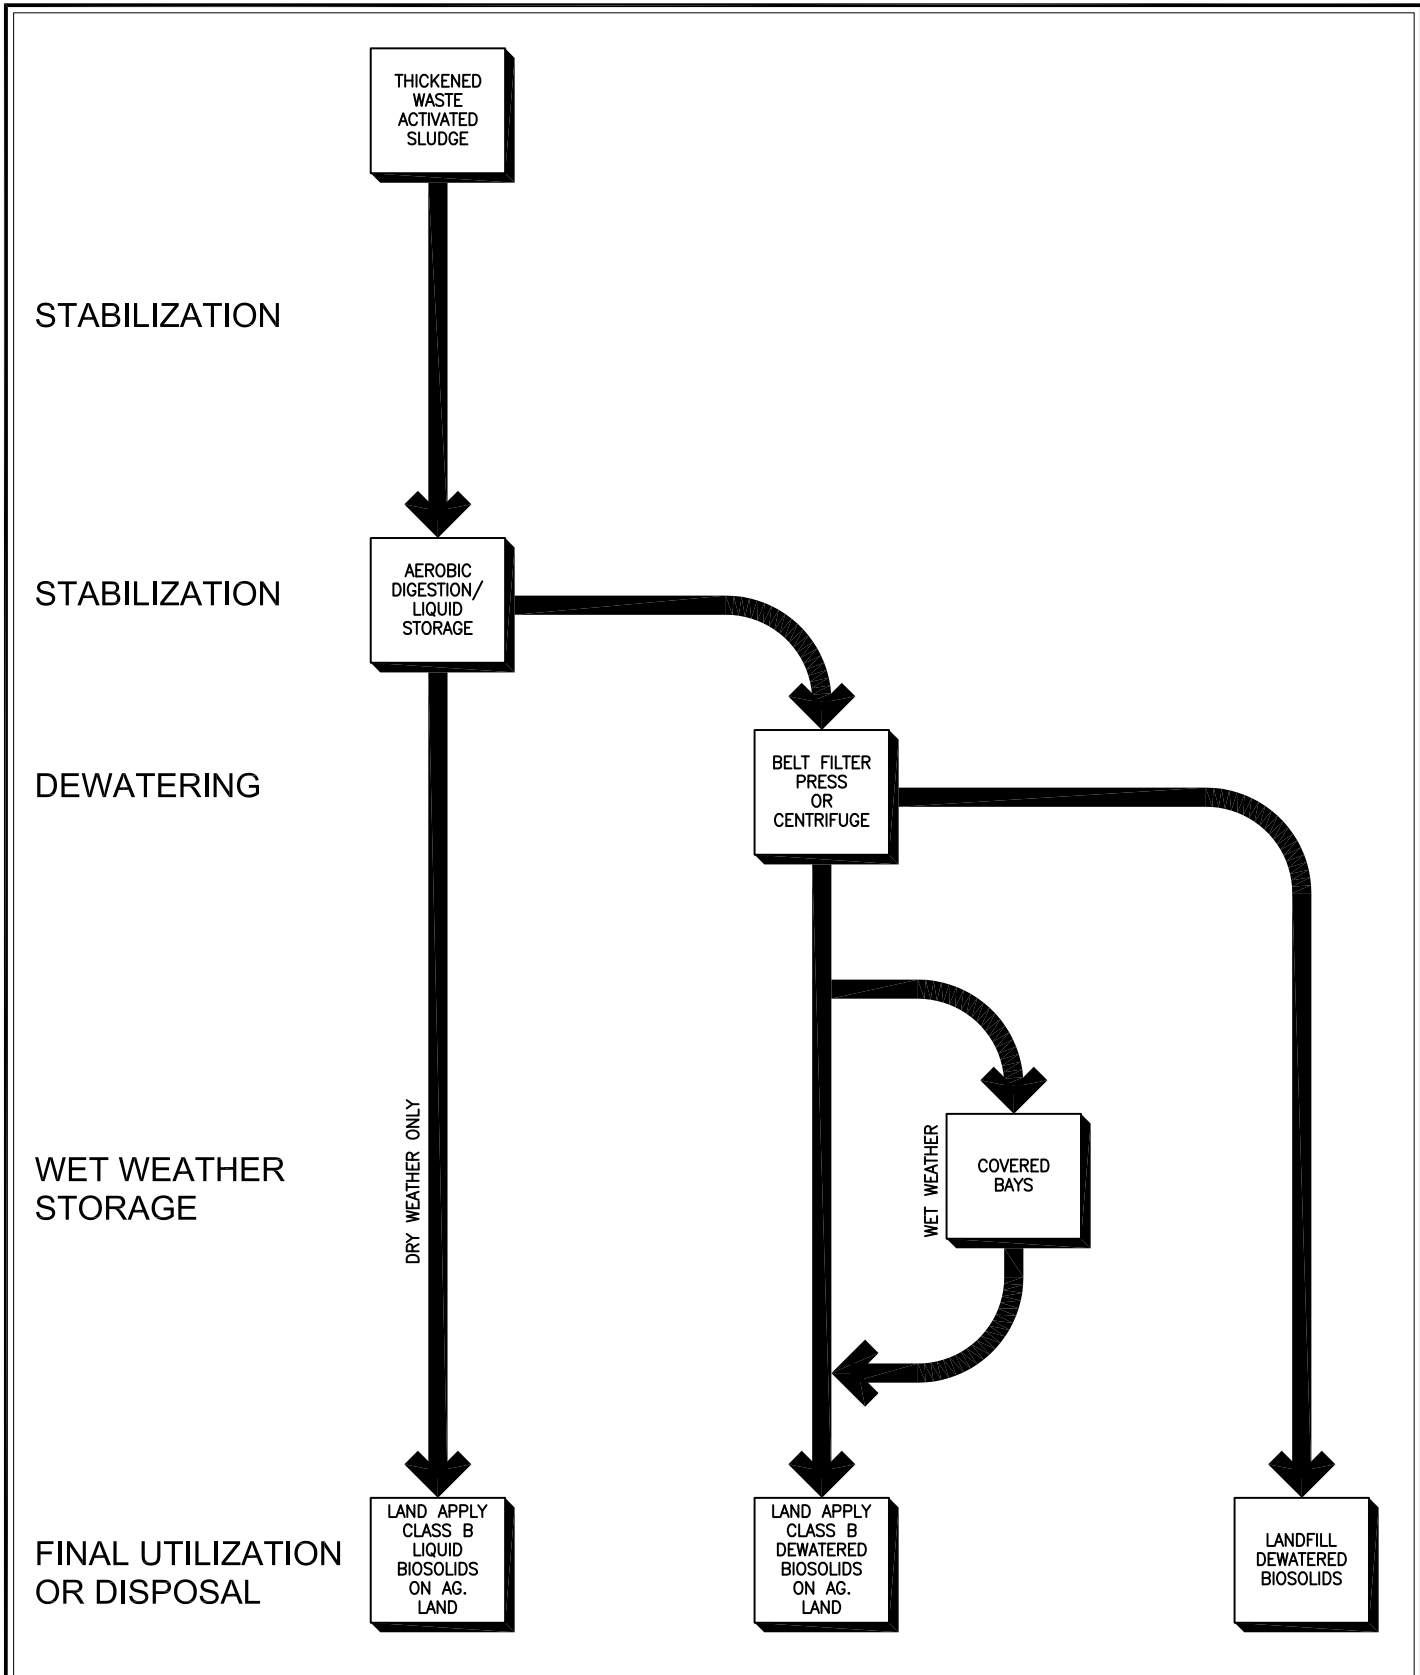 THICKENED
WASTE
ACTIVATED
SLUDGE
STABILIZATION
STABILIZATION
AEROBIC
DIGESTION/
LIQUID
STORAGE
DEWATERING
BELT FILTER
PRESS
OR
CENTRIFUGE
WET WEATHER
STORAGE
DRY WEATHER ONLY
WET WEATHER
COVERED
BAYS
FINAL UTILIZATION
OR DISPOSAL
LAND APPLY
CLASS B
LIQUID
BIOSOLIDS
ON AG.
LAND
LAND APPLY
CLASS B
DEWATERED
BIOSOLIDS
ON AG.
LAND
LANDFILL
DEWATERED
BIOSOLIDS